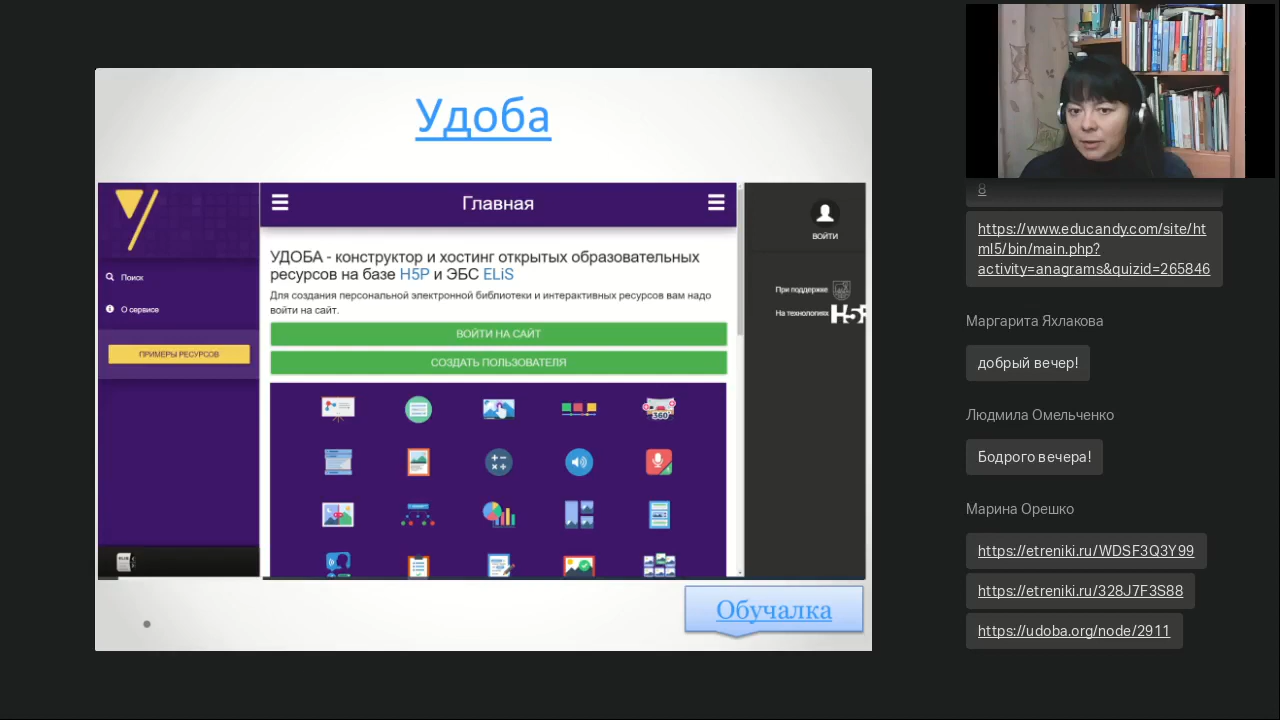 Удоба
Главная
УДОБА - конструктор и хостинг открытых образовательных
ресурсов на базе H5P и ЭБС ELiS
Для создания персональной электронной библиотеки и интерактивных ресурсов вам надо
войти на сайт.
ВОЙТИ НА САЙТ
СОЗДАТЬ ПОЛЬЗОВАТЕЛЯ
Поиск
О сервисе
ПРИМЕРЫ РЕСУРСОВ
ВОЙТИ
При поддержке
На технологиях H5P
360
Обучалка
8
https://www.educandy.com/site/ht
ml5/bin/main.php?
activity=anagrams&quizid=265846
Маргарита Яхлакова
добрый вечер!
Людмила Омельченко
Бодрого вечера!
Марина Орешко
https://etreniki.ru/WDSF3Q3Y99
https://etreniki.ru/328J7F3S88
https://udoba.org/node/2911